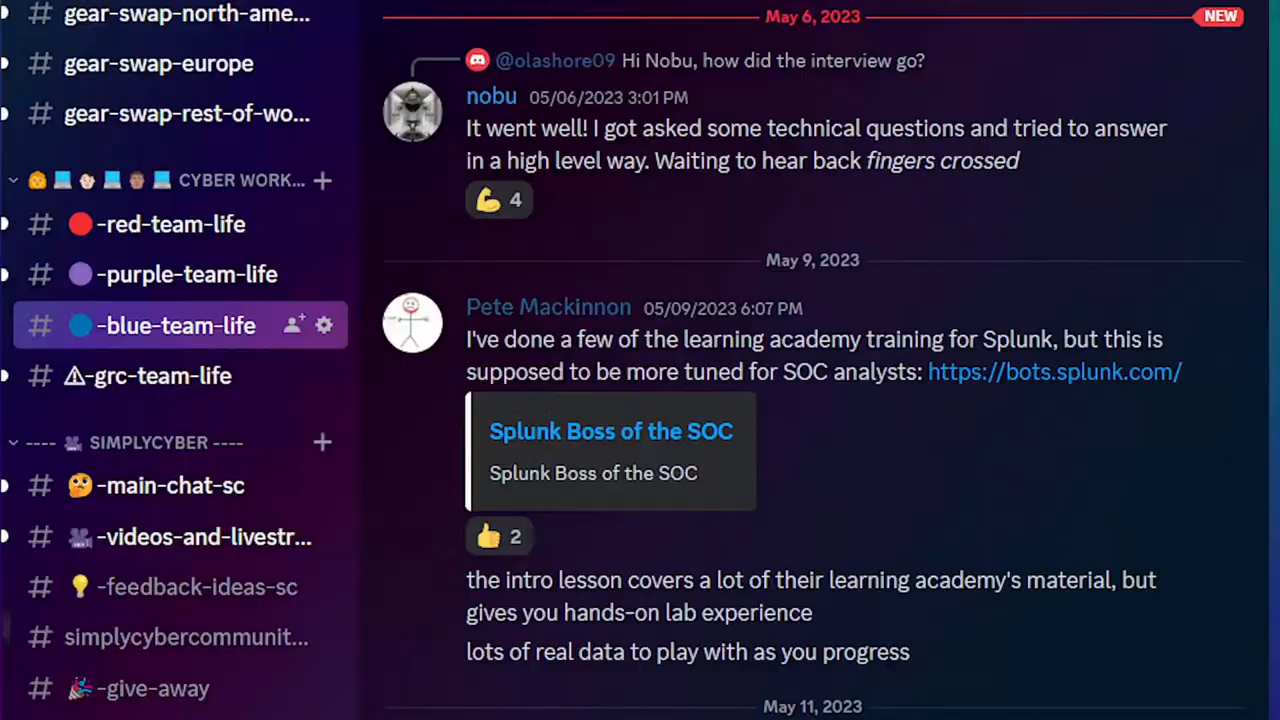 # gear-swap-north-ame...
# gear-swap-europe
# gear-swap-rest-of-wo...
CYBER WORK... +
# -red-team-life
# -purple-team-life
# -blue-team-life
# ⚠-grc-team-life
---- 🎥 SIMPLYCYBER ---- +
# 🤔-main-chat-sc
# 🎥-videos-and-livestr...
# 💡-feedback-ideas-sc
# simplycybercommunit...
# 🎉-give-away
May 6, 2023 NEW
@olashore09 Hi Nobu, how did the interview go?
nobu 05/06/2023 3:01 PM
It went well! I got asked some technical questions and tried to answer
in a high level way. Waiting to hear back fingers crossed
💪 4
May 9, 2023
Pete Mackinnon 05/09/2023 6:07 PM
I've done a few of the learning academy training for Splunk, but this is
supposed to be more tuned for SOC analysts: https://bots.splunk.com/
Splunk Boss of the SOC
Splunk Boss of the SOC
👍 2
the intro lesson covers a lot of their learning academy's material, but
gives you hands-on lab experience
lots of real data to play with as you progress
May 11, 2023